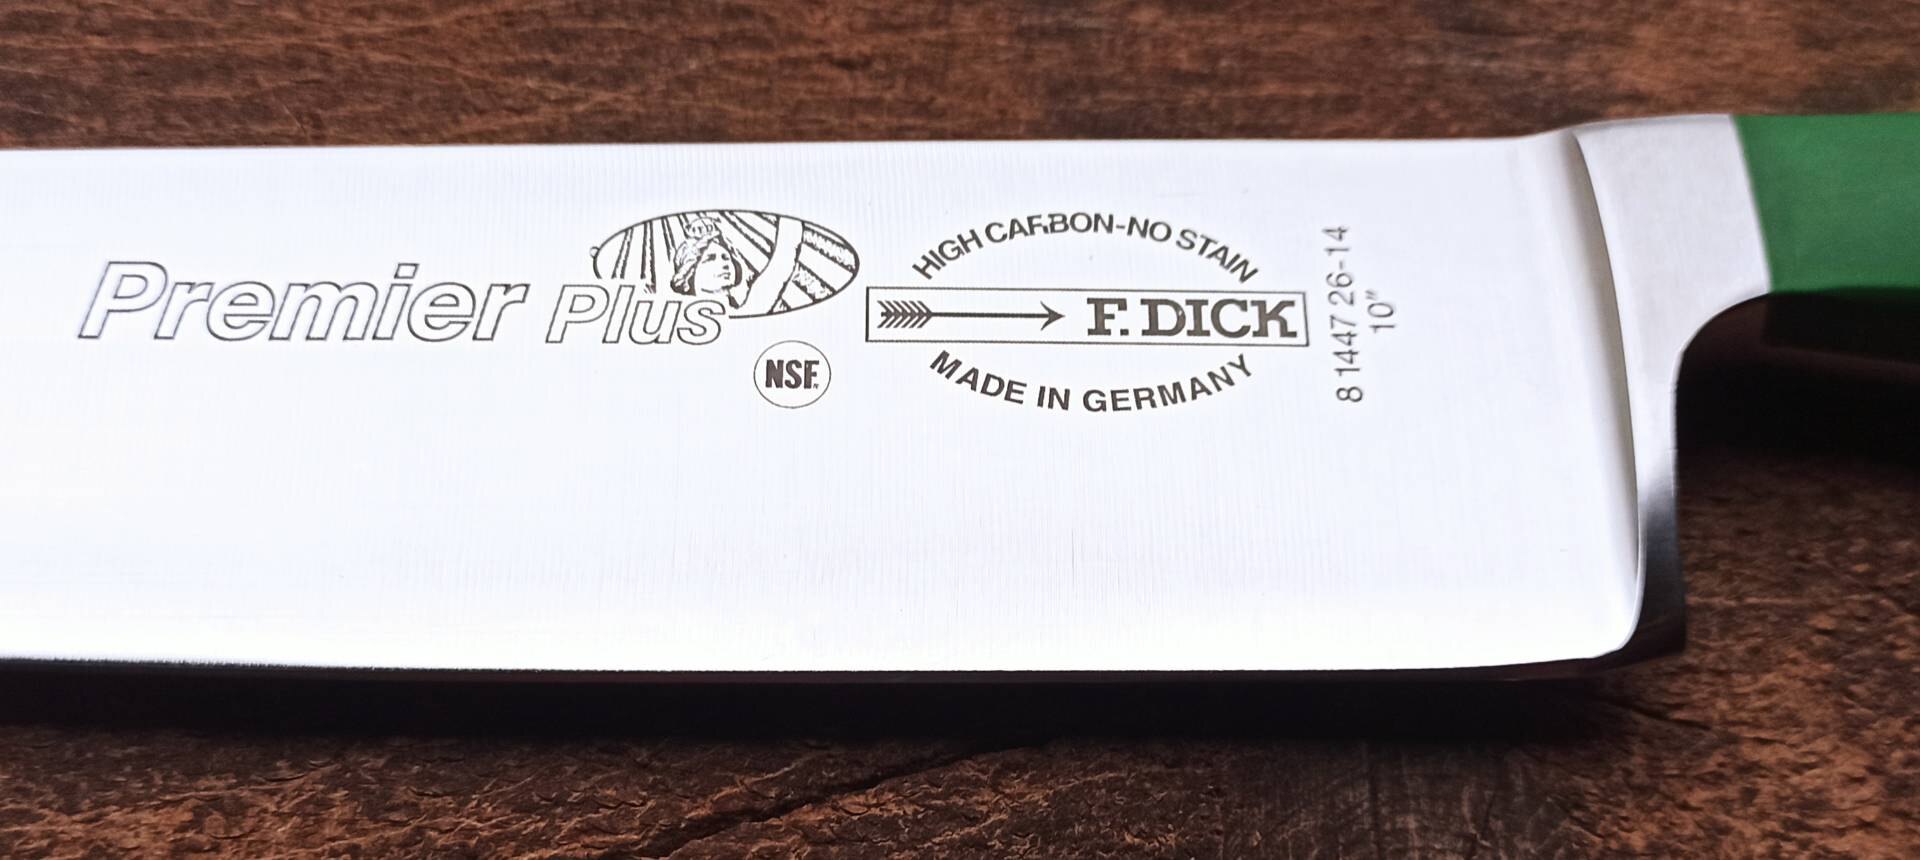 Premier Plus
NSF
HIGH CARBON-NO STAIN
F. DICK
MADE IN GERMANY
8 1447 26-14
10"